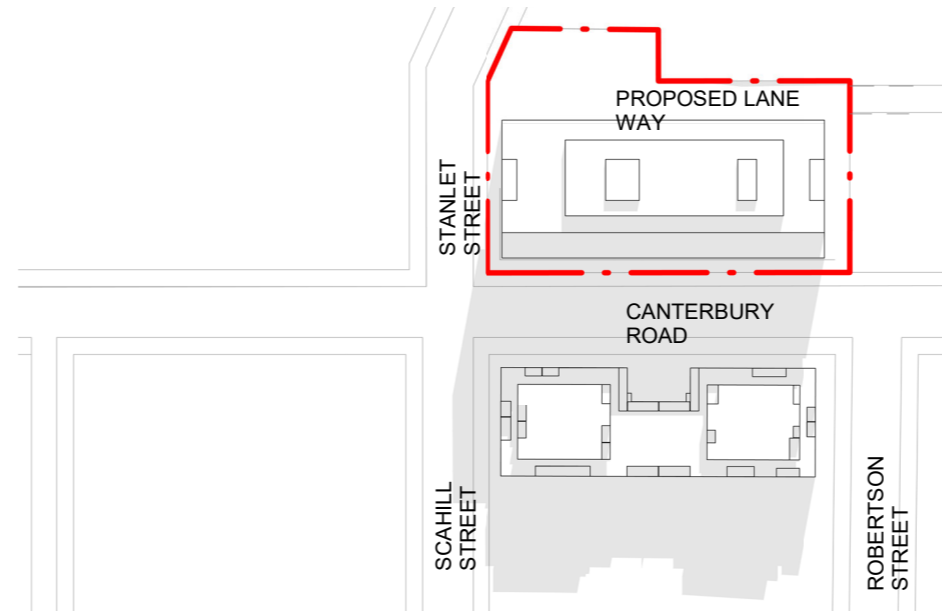 PROPOSED LANE
WAY
STANLET
STREET
CANTERBURY
ROAD
SCAHILL
STREET
ROBERTSON
STREET